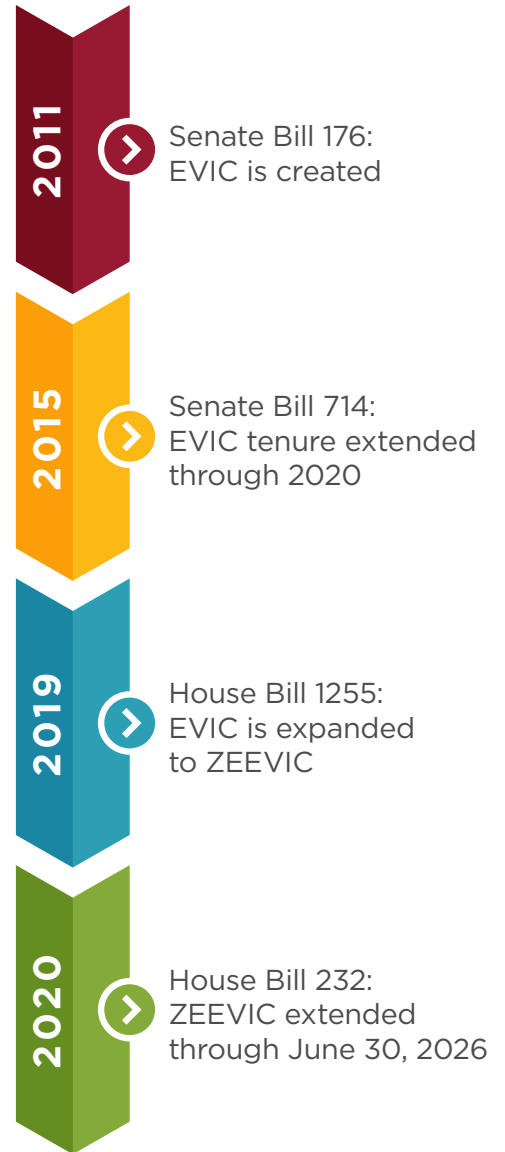 2011
Senate Bill 176:
EVIC is created
2015
Senate Bill 714:
EVIC tenure extended
through 2020
2019
House Bill 1255:
EVIC is expanded
to ZEEVIC
2020
House Bill 232:
ZEEVIC extended
through June 30, 2026